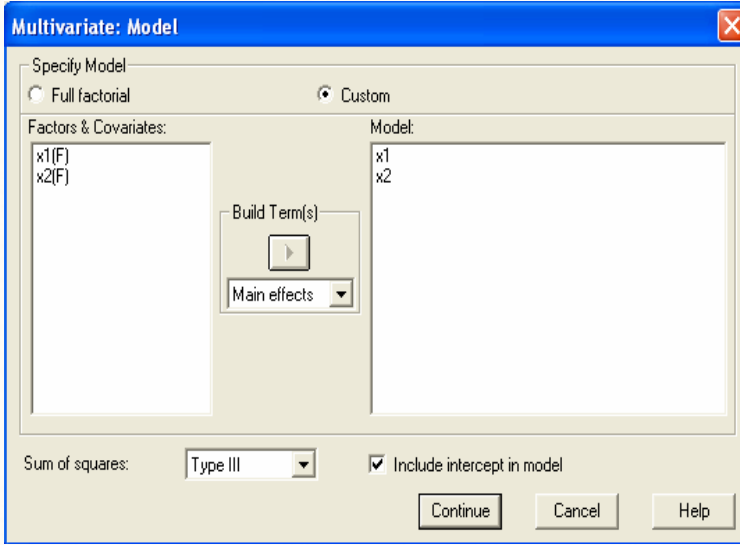 Multivariate: Model
Specify Model
Full factorial
Custom
Factors & Covariates:
x1(F)
x2(F)
Build Term(s)
Main effects
Model:
x1
x2
Sum of squares:
Type III
Include intercept in model
Continue
Cancel
Help